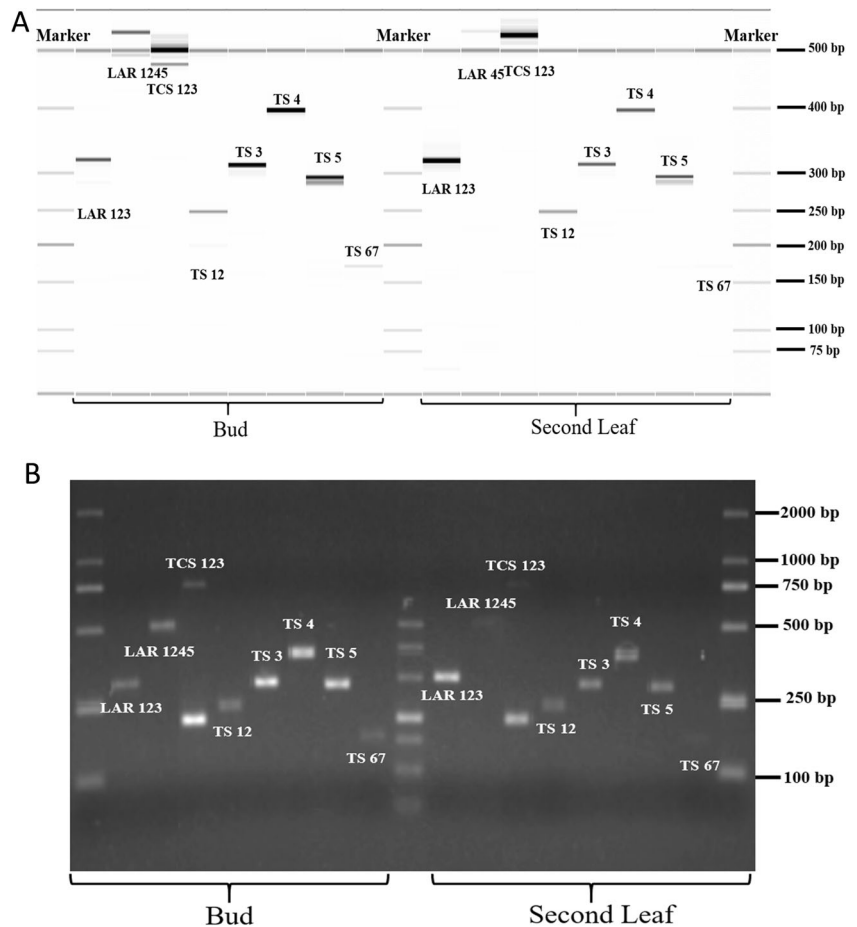 A
Marker
Marker
Marker
500 bp
LAR 1245
LAR 45
TCS 123
TCS 123
TS 4
TS 4
400 bp
TS 3
TS 3
TS 5
TS 5
300 bp
LAR 123
LAR 123
250 bp
TS 12
TS 12
200 bp
TS 67
TS 67
150 bp
100 bp
75 bp
Bud
Second Leaf
B
2000 bp
TCS 123
TCS 123
1000 bp
750 bp
LAR 1245
LAR 1245
500 bp
TS 4
TS 4
TS 3
TS 5
TS 3
TS 5
LAR 123
LAR 123
250 bp
TS 12
TS 12
TS 67
TS 67
100 bp
Bud
Second Leaf